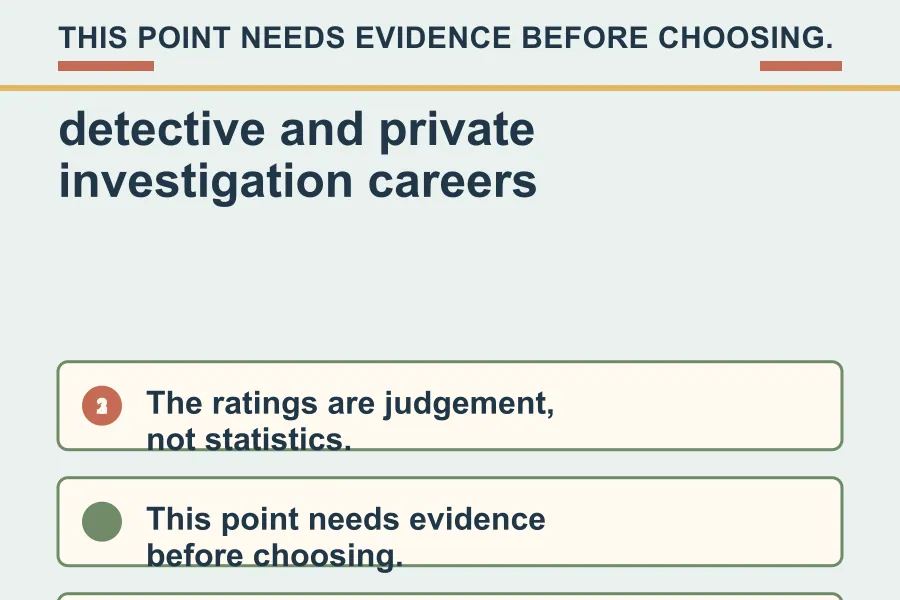 THIS POINT NEEDS EVIDENCE BEFORE CHOOSING.
detective and private
investigation careers
The ratings are judgement,
not statistics.
This point needs evidence
before choosing.